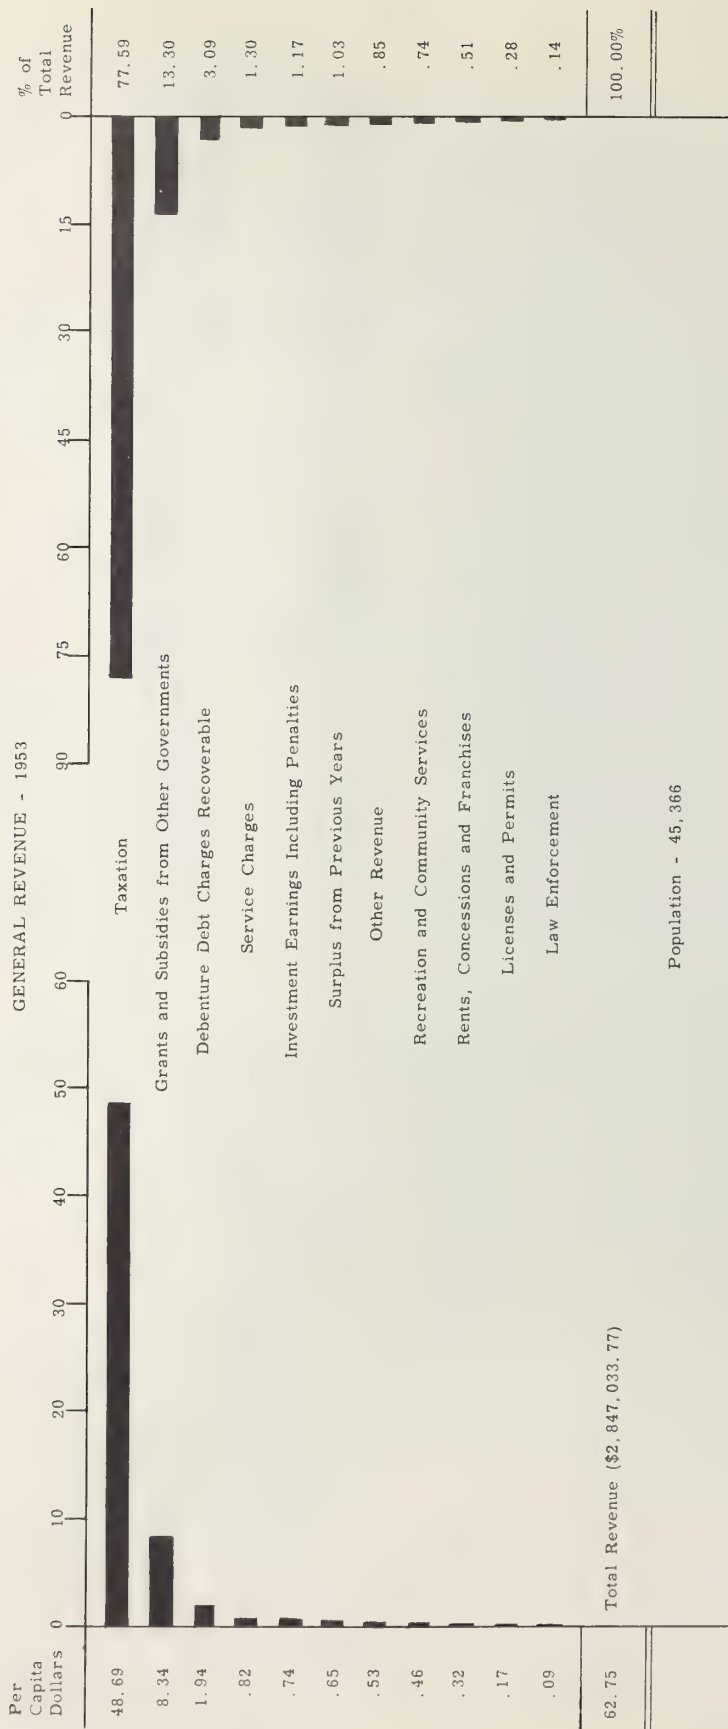 GENERAL REVENUE - 1953
Per
Capita
Dollars
0 10 20 30 40 50 60
90 75 60 45 30 15 0
% of
Total
Revenue
48.69 Taxation 77.59
8.34 Grants and Subsidies from Other Governments 13.30
1.94 Debenture Debt Charges Recoverable 3.09
.82 Service Charges 1.30
.74 Investment Earnings Including Penalties 1.17
.65 Surplus from Previous Years 1.03
.53 Other Revenue .85
.46 Recreation and Community Services .74
.32 Rents, Concessions and Franchises .51
.17 Licenses and Permits .28
.09 Law Enforcement .14
62.75 Total Revenue ($2,847,033.77) 100.00%
Population - 45,366